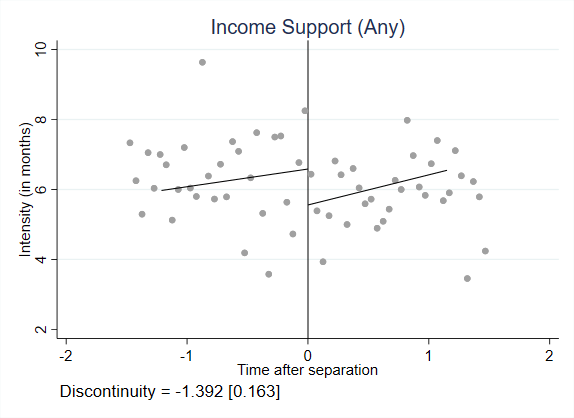 Income Support (Any)
Intensity (in months)
10
8
6
4
2
-2
-1
0
1
2
Time after separation
Discontinuity = -1.392 [0.163]